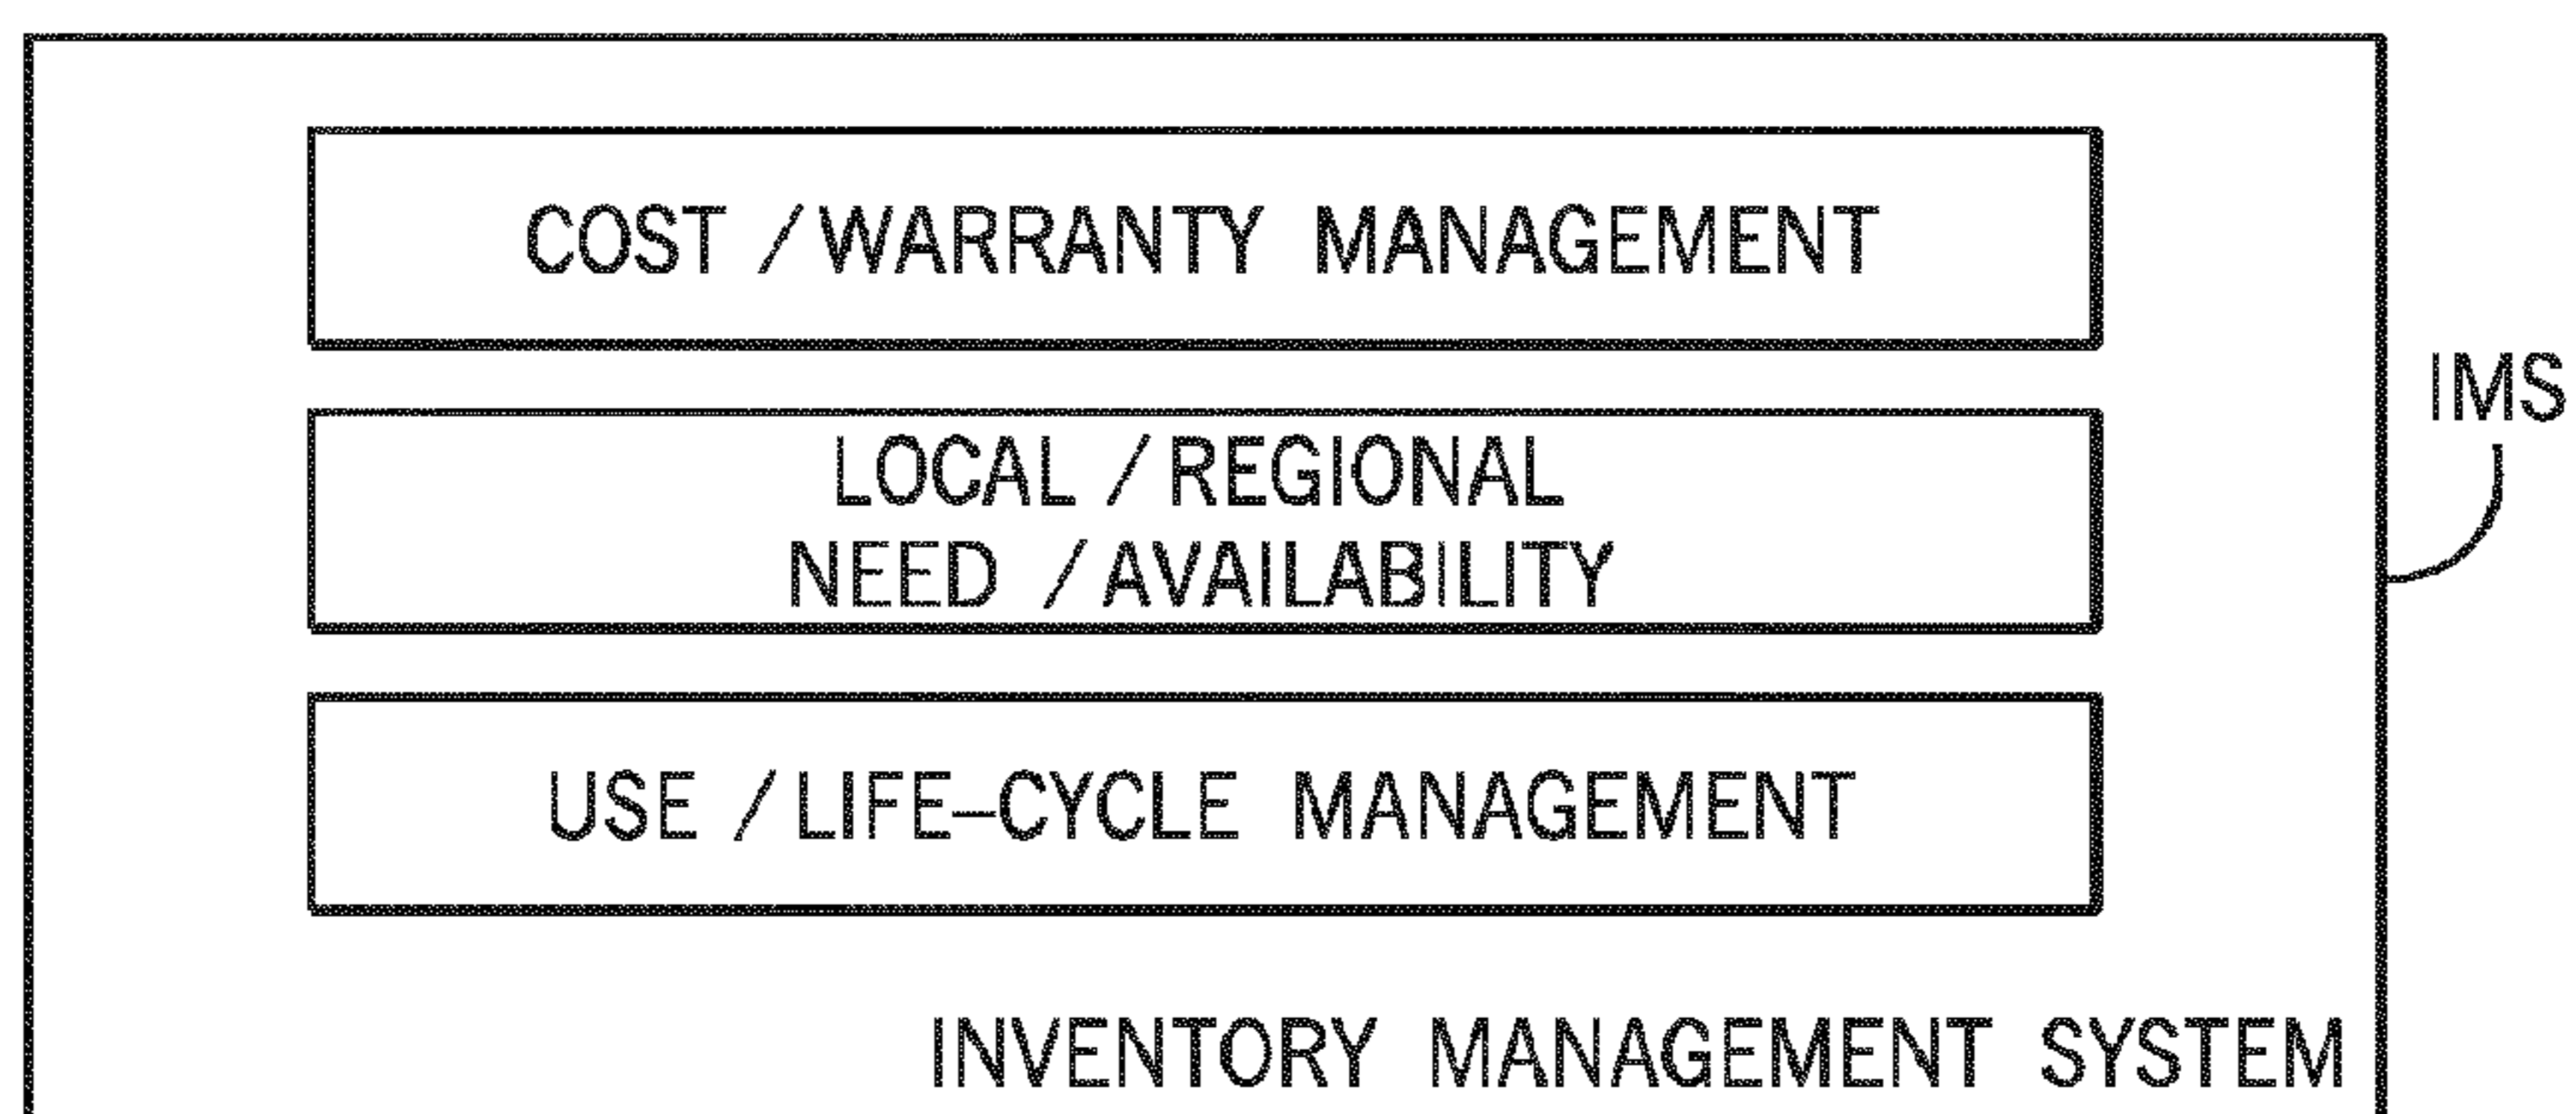 COST / WARRANTY MANAGEMENT
LOCAL / REGIONAL
NEED / AVAILABILITY
IMS
USE / LIFE-CYCLE MANAGEMENT
INVENTORY MANAGEMENT SYSTEM